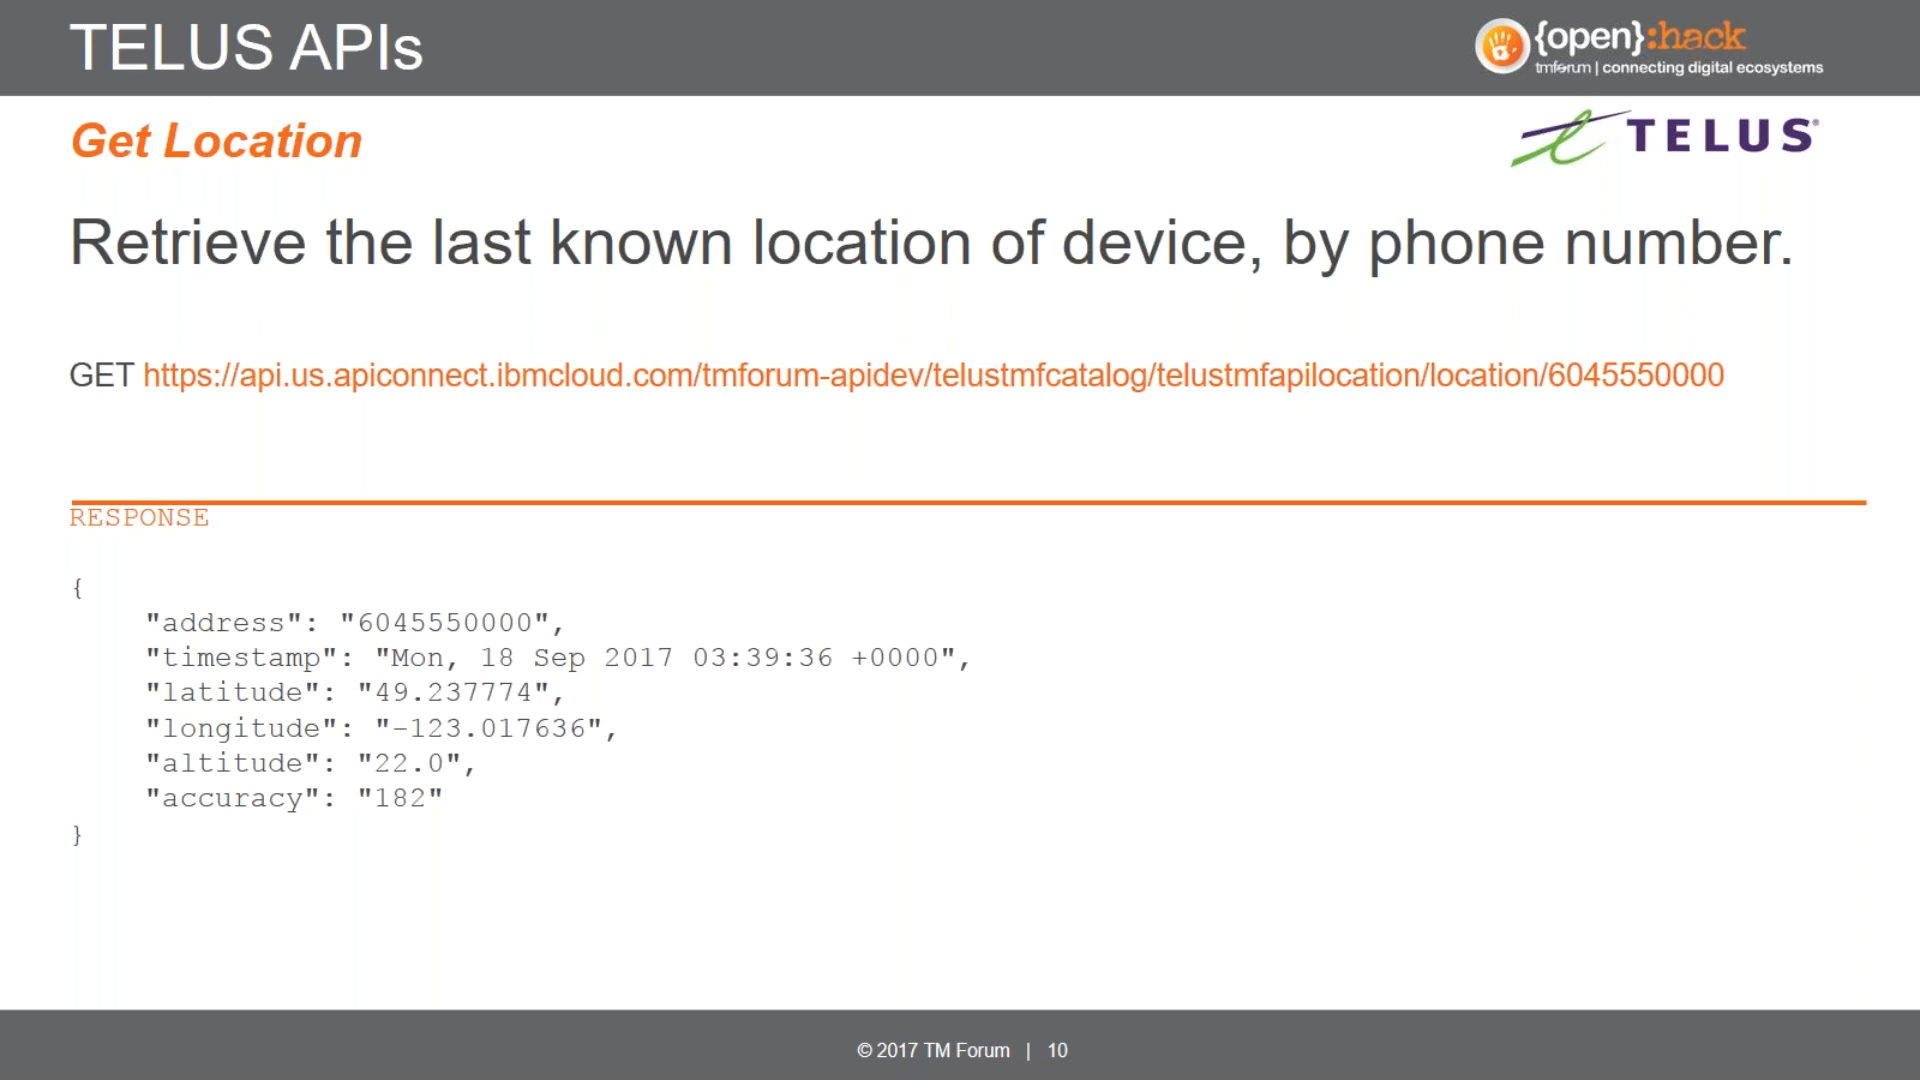 TELUS APIs
{open}:hack
tmforum | connecting digital ecosystems
Get Location
TELUS®
Retrieve the last known location of device, by phone number.
GET https://api.us.apiconnect.ibmcloud.com/tmforum-apidev/telustmfcatalog/telustmfapilocation/location/6045550000
RESPONSE
{
"address": "6045550000",
"timestamp": "Mon, 18 Sep 2017 03:39:36 +0000",
"latitude": "49.237774",
"longitude": "-123.017636",
"altitude": "22.0",
"accuracy": "182"
}
© 2017 TM Forum | 10